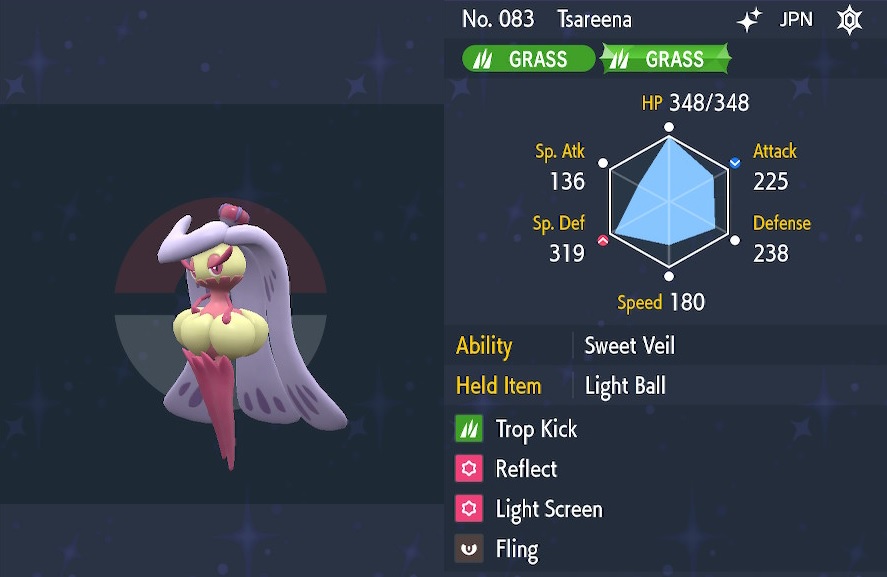 No. 083 Tsareena JPN
GRASS GRASS
HP 348/348
Sp. Atk
136
Attack
225
Sp. Def
319
Defense
238
Speed 180
Ability Sweet Veil
Held Item Light Ball
Trop Kick
Reflect
Light Screen
Fling